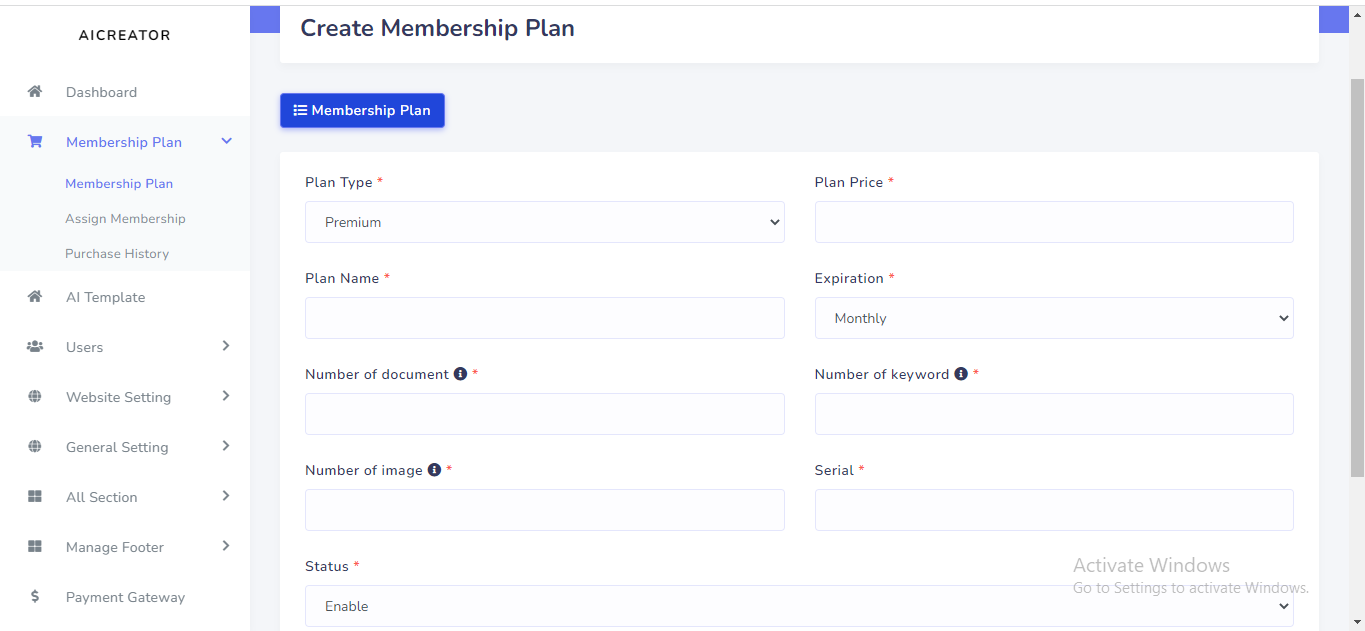 AICREATOR
Dashboard
Membership Plan
Membership Plan
Assign Membership
Purchase History
AI Template
Users
Website Setting
General Setting
All Section
Manage Footer
$ Payment Gateway
Create Membership Plan
Membership Plan
Plan Type *
Premium
Plan Price *
Plan Name *
Expiration *
Monthly
Number of document i *
Number of keyword i *
Number of image i *
Serial *
Status *
Enable
Activate Windows
Go to Settings to activate Windows.